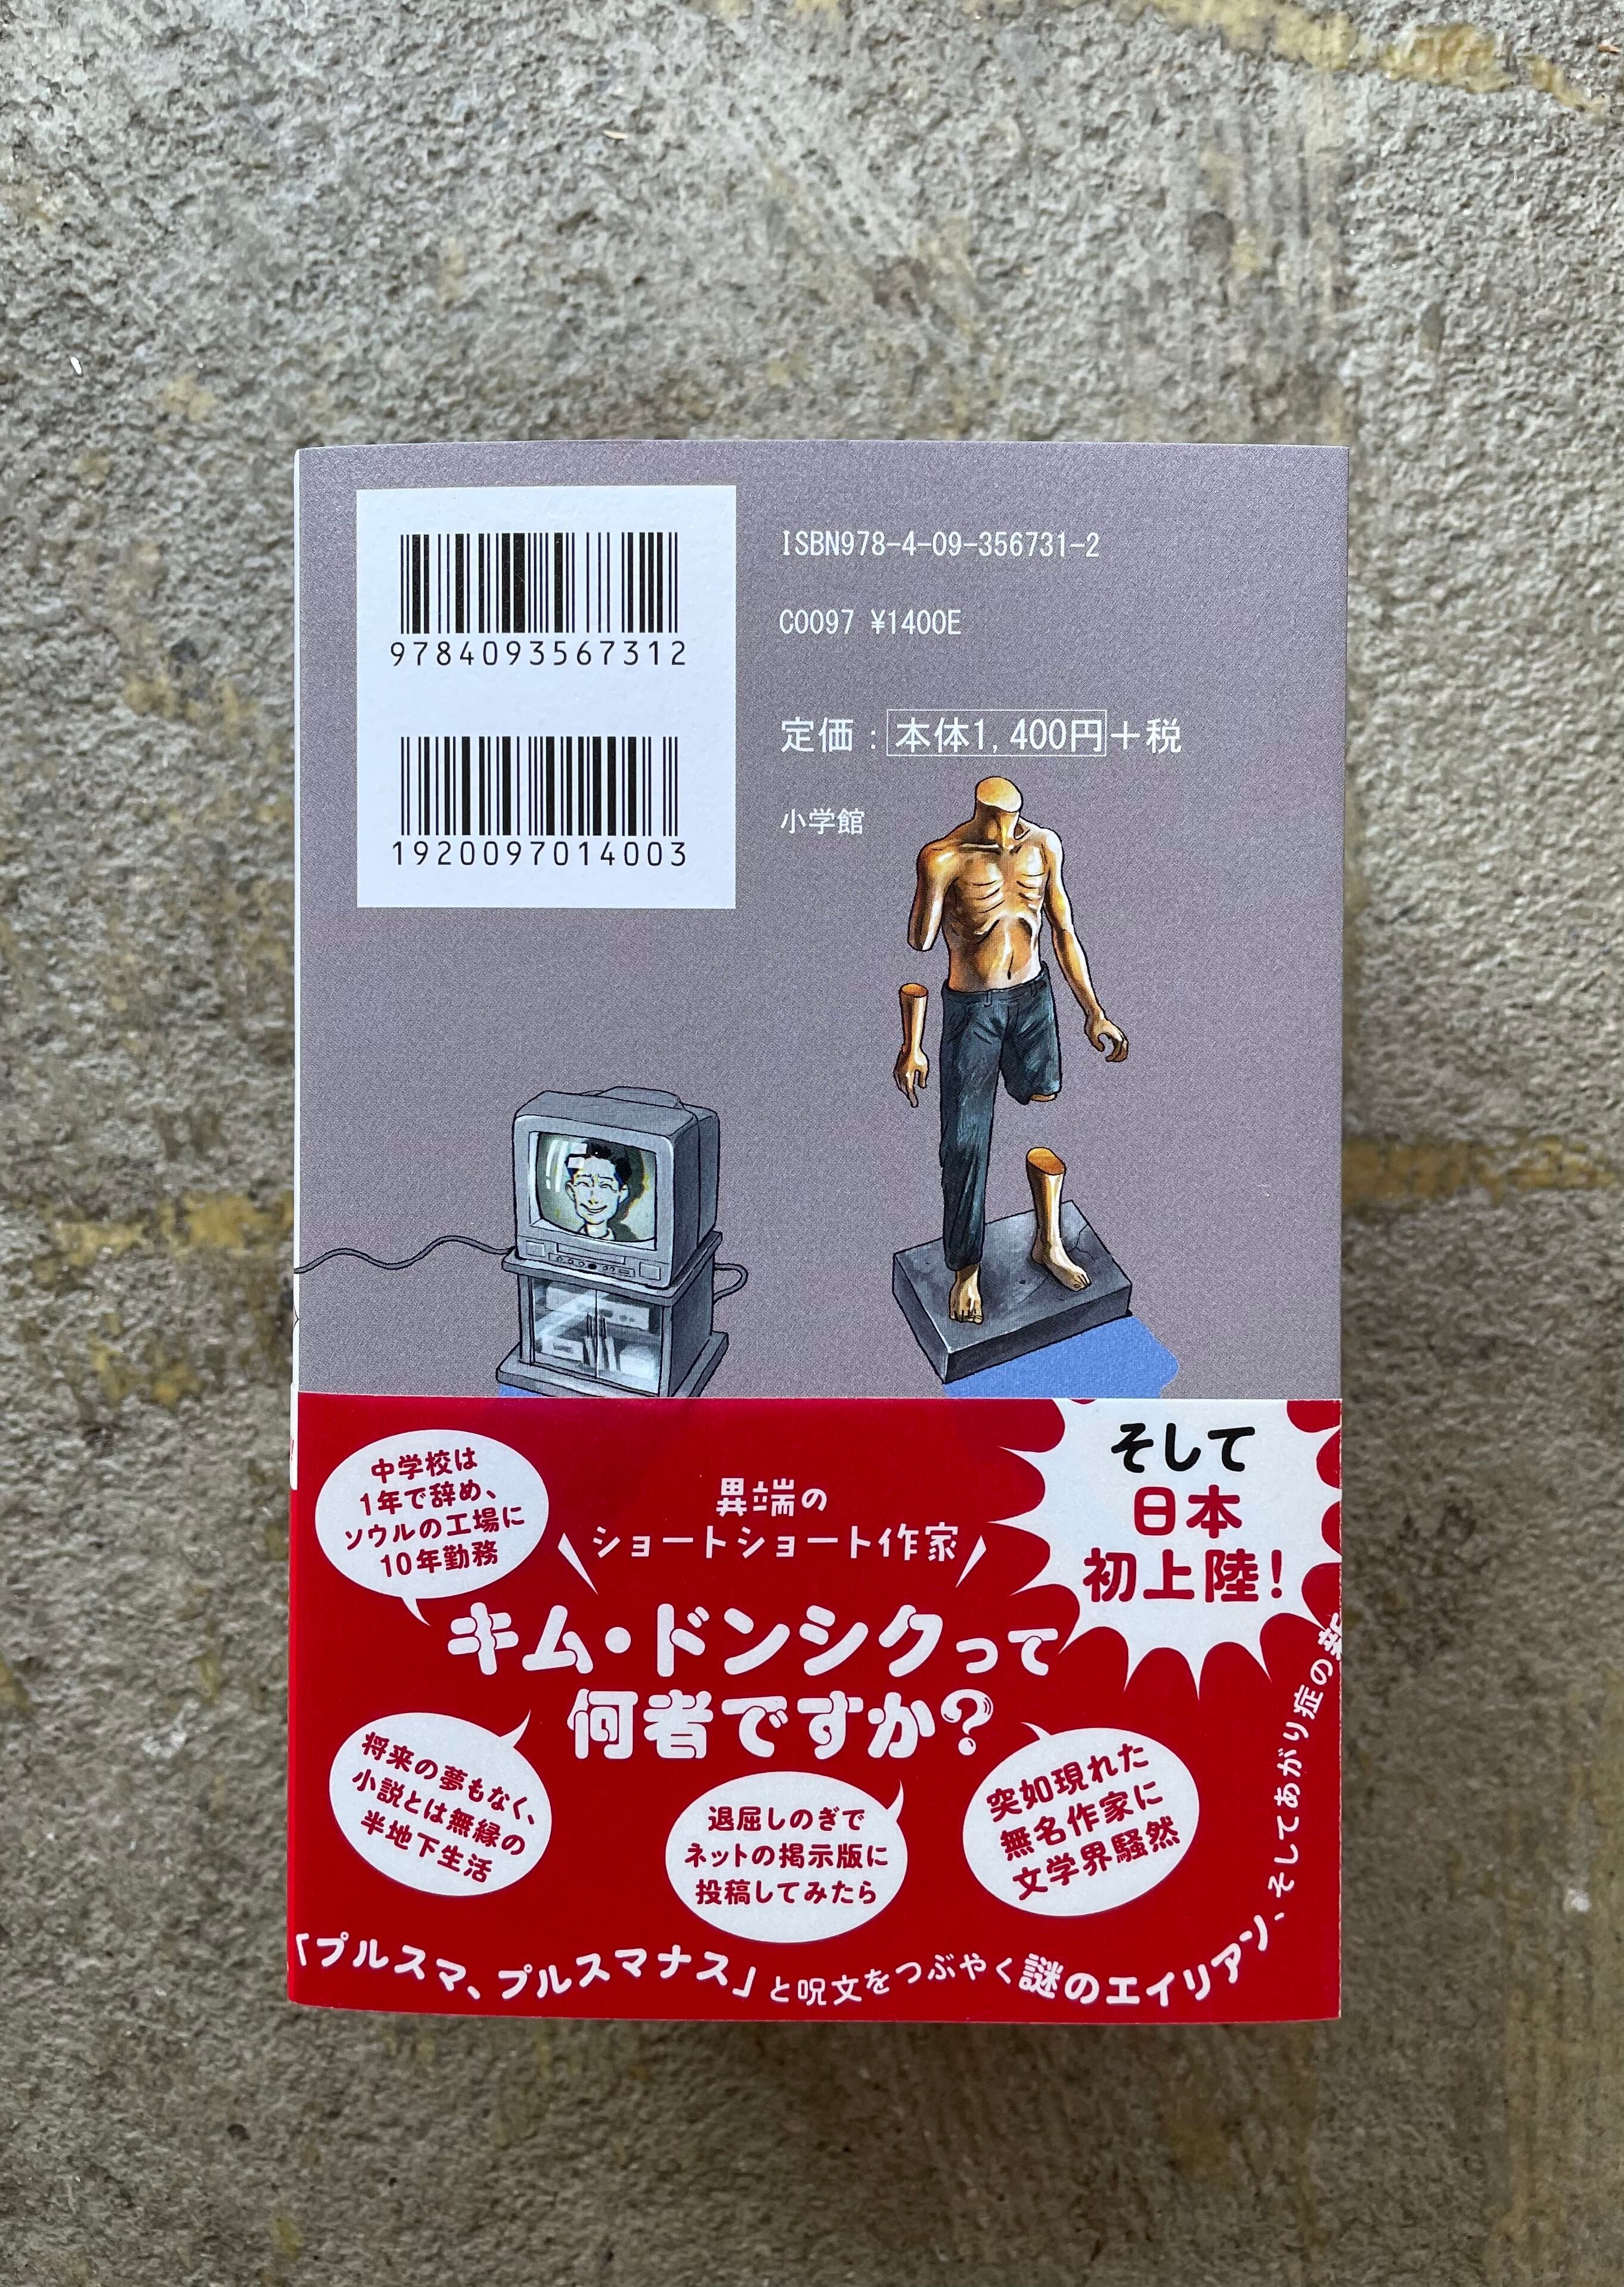 9784093567312
1920097014003
ISBN978-4-09-356731-2
C0097 ¥1400E
定価：本体1,400円＋税
小学館
中学校は
1年で辞め、
ソウルの工場に
10年勤務
異端の
ショートショート作家
キム・ドンシクって
何者ですか？
そして
日本
初上陸！
将来の夢もなく、
小説とは無縁の
半地下生活
退屈しのぎで
ネットの掲示版に
投稿してみたら
突如現れた
無名作家に
文学界騒然
「プルスマ、プルスマナス」と呪文をつぶやく謎のエイリアン、そしてあがり症の